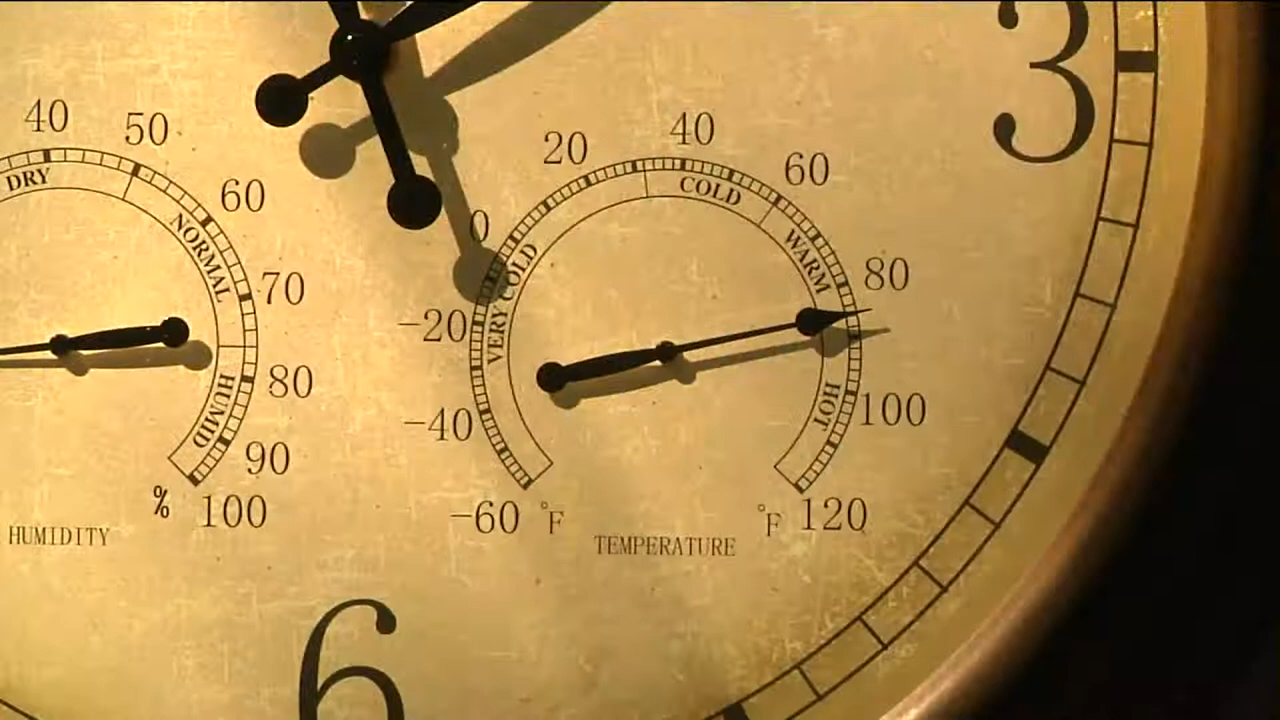 3
40
50
60
70
80
90
100
%
DRY
NORMAL
HUMID
HUMIDITY
-60
-40
-20
0
20
40
60
80
100
120
°F
°F
VERY COLD
COLD
WARM
HOT
TEMPERATURE
6